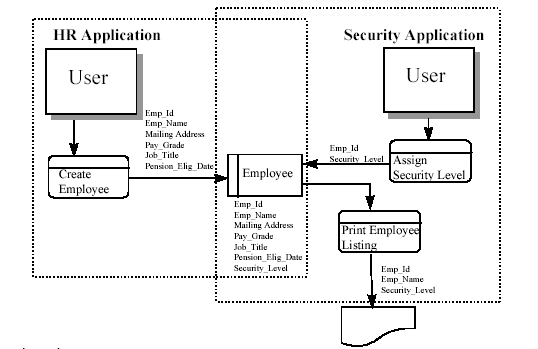 HR Application
Security Application
User
User
Emp_Id
Emp_Name
Mailing Address
Pay_Grade
Job_Title
Pension_Elig_Date
Create
Employee
Emp_Id
Security_Level
Assign
Security Level
Employee
Emp_Id
Emp_Name
Mailing Address
Pay_Grade
Job_Title
Pension_Elig_Date
Security_Level
Print Employee
Listing
Emp_Id
Emp_Name
Security_Level